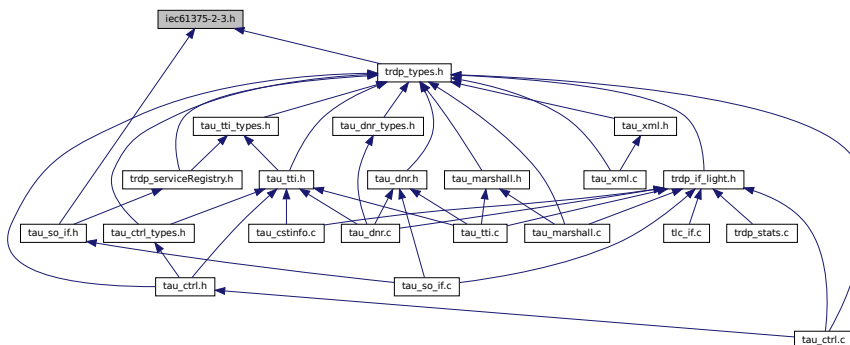 iec61375-2-3.h
trdp_types.h
tau_tti_types.h
tau_dnr_types.h
tau_xml.h
trdp_serviceRegistry.h
tau_tti.h
tau_dnr.h
tau_marshall.h
tau_xml.c
trdp_if_light.h
tau_so_if.h
tau_ctrl_types.h
tau_cstinfo.c
tau_dnr.c
tau_tti.c
tau_marshall.c
tlc_if.c
trdp_stats.c
tau_ctrl.h
tau_so_if.c
tau_ctrl.c